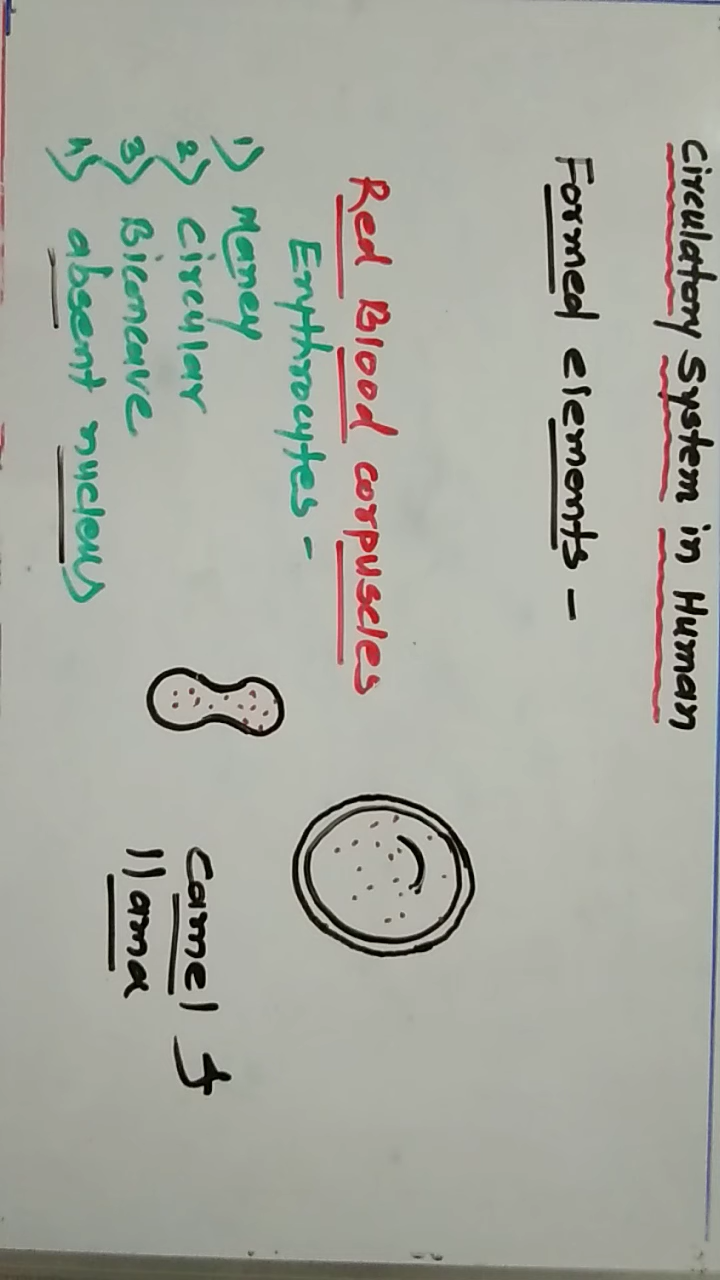 Circulatory System in Human
Formed elements -
Red Blood corpuscles
Erythrocytes -
1) Maney
2) Circular
3) Biconcave
4) absent nucleus
Camel &
llama